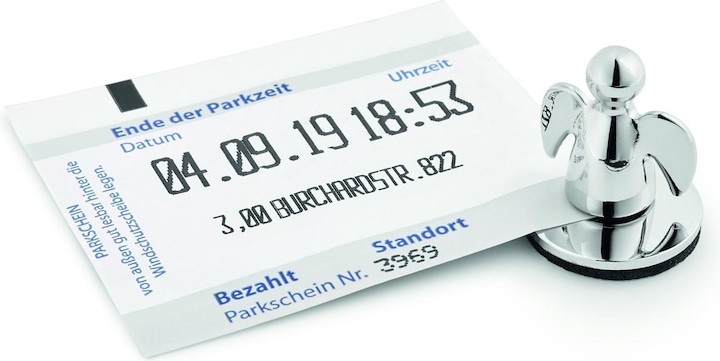 Ende der Parkzeit
Datum Uhrzeit
04.09.19 18:53
3,00 BURCHARDSTR.822
Bezahlt Standort
Parkschein Nr. 3969
PARKSCHEIN
von außen gut lesbar hinter die
Windschutzscheibe legen.